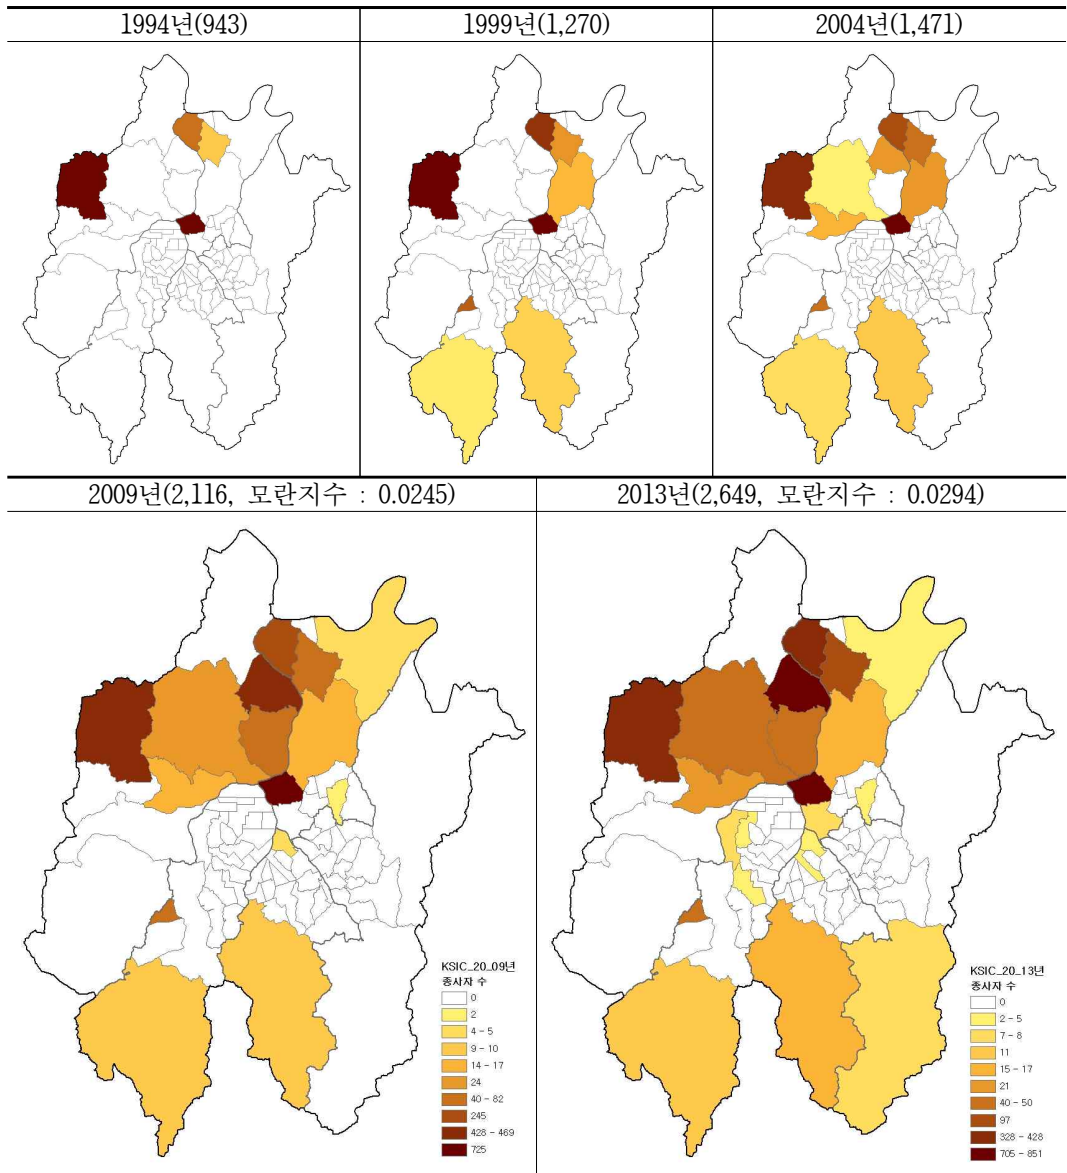 1994년(943)
1999년(1,270)
2004년(1,471)
2009년(2,116, 모란지수 : 0.0245)
2013년(2,649, 모란지수 : 0.0294)
KSIC_20_09년
종사자 수
0
2
4 - 5
9 - 10
14 - 17
24
40 - 82
245
428 - 469
725
KSIC_20_13년
종사자 수
0
2 - 5
7 - 8
11
15 - 17
21
40 - 50
97
328 - 428
705 - 851